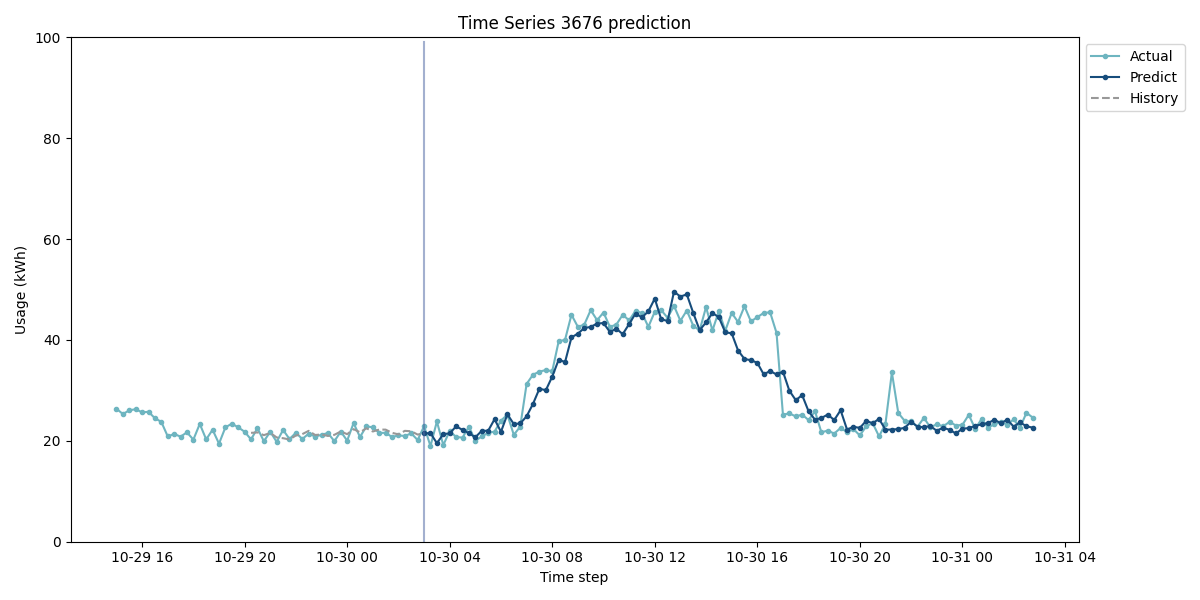 Time Series 3676 prediction
Usage (kWh)
100
80
60
40
20
0
10-29 16
10-29 20
10-30 00
10-30 04
10-30 08
10-30 12
10-30 16
10-30 20
10-31 00
10-31 04
Time step
Actual
Predict
History